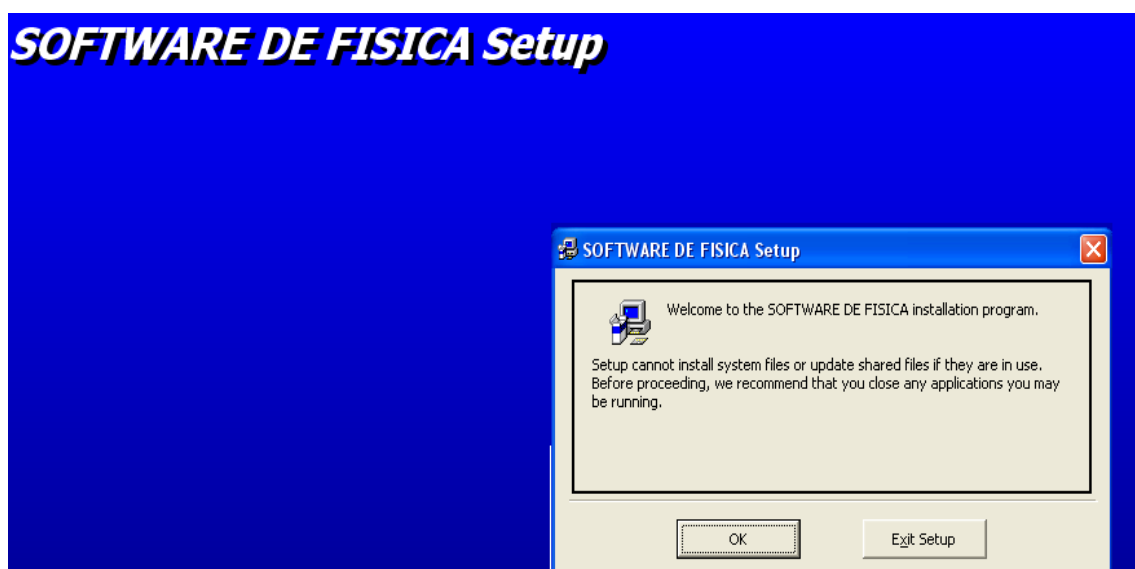 SOFTWARE DE FISICA Setup
SOFTWARE DE FISICA Setup
Welcome to the SOFTWARE DE FISICA installation program.
Setup cannot install system files or update shared files if they are in use.
Before proceeding, we recommend that you close any applications you may
be running.
OK
Exit Setup